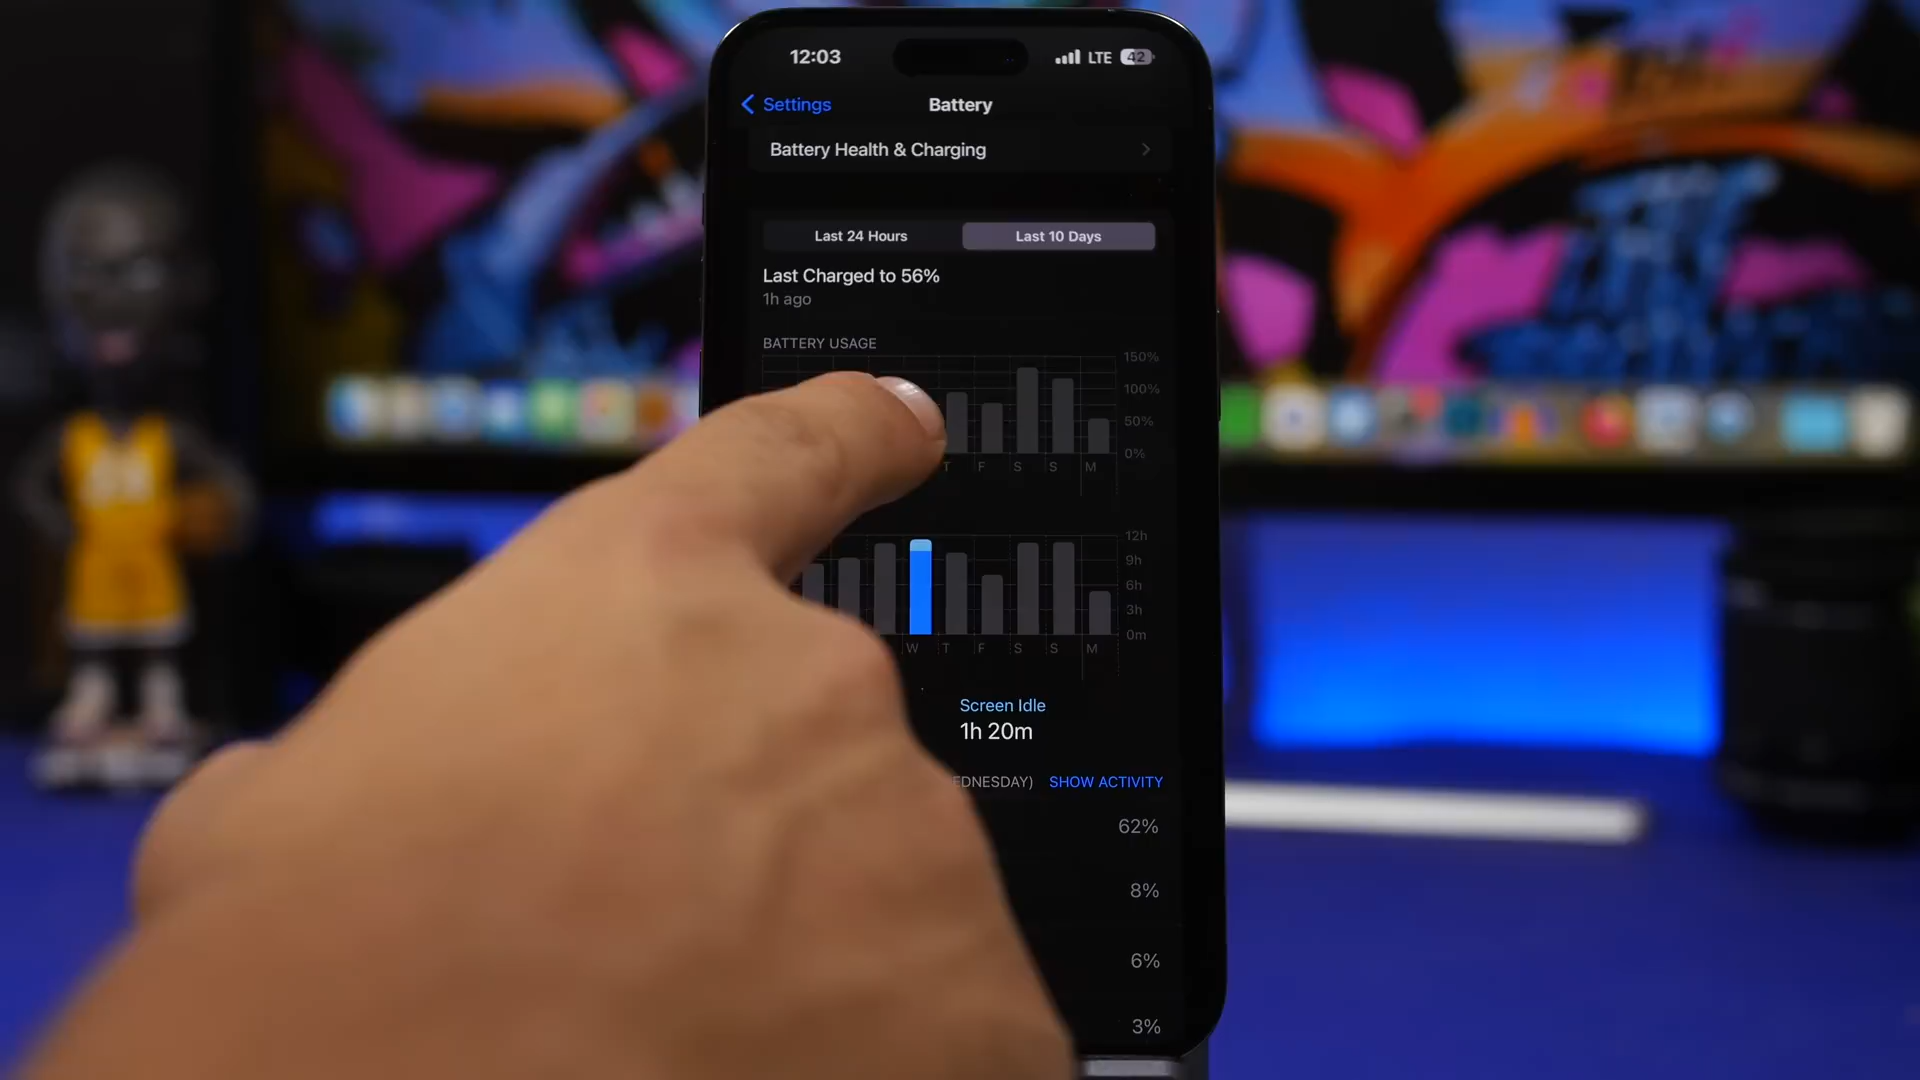 12:03 LTE 42
Settings Battery
Battery Health & Charging
Last 24 Hours Last 10 Days
Last Charged to 56%
1h ago
BATTERY USAGE
150%
100%
50%
0%
T F S S M
12h
9h
6h
3h
0m
W T F S S M
Screen Idle
1h 20m
EDNESDAY) SHOW ACTIVITY
62%
8%
6%
3%